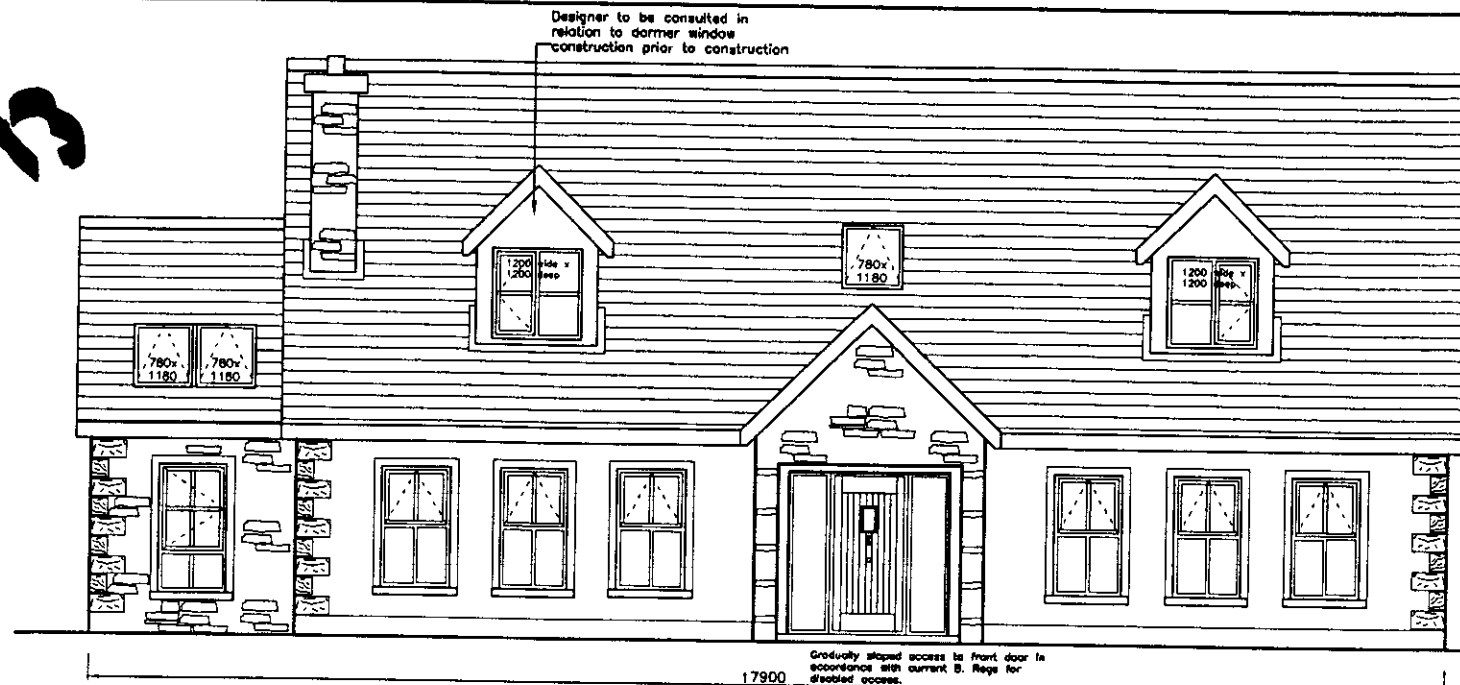 Designer to be consulted in
relation to dormer window
construction prior to construction
1200 wide x
1200 deep
780x
1180
1200 wide x
1200 deep
780x
1180
780x
1180
Gradually sloped access to front door in
accordance with current B. Regs for
disabled access.
17900